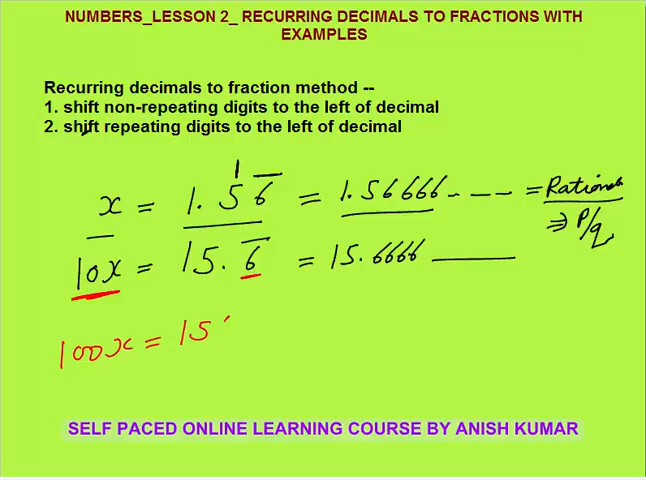 NUMBERS_LESSON 2_ RECURRING DECIMALS TO FRACTIONS WITH
EXAMPLES
Recurring decimals to fraction method --
1. shift non-repeating digits to the left of decimal
2. shift repeating digits to the left of decimal
1
x = 1.56̅ = 1.56666---- = Rational
⇒ P/q
10x = 15.6̅ = 15.6666
100x = 15
SELF PACED ONLINE LEARNING COURSE BY ANISH KUMAR